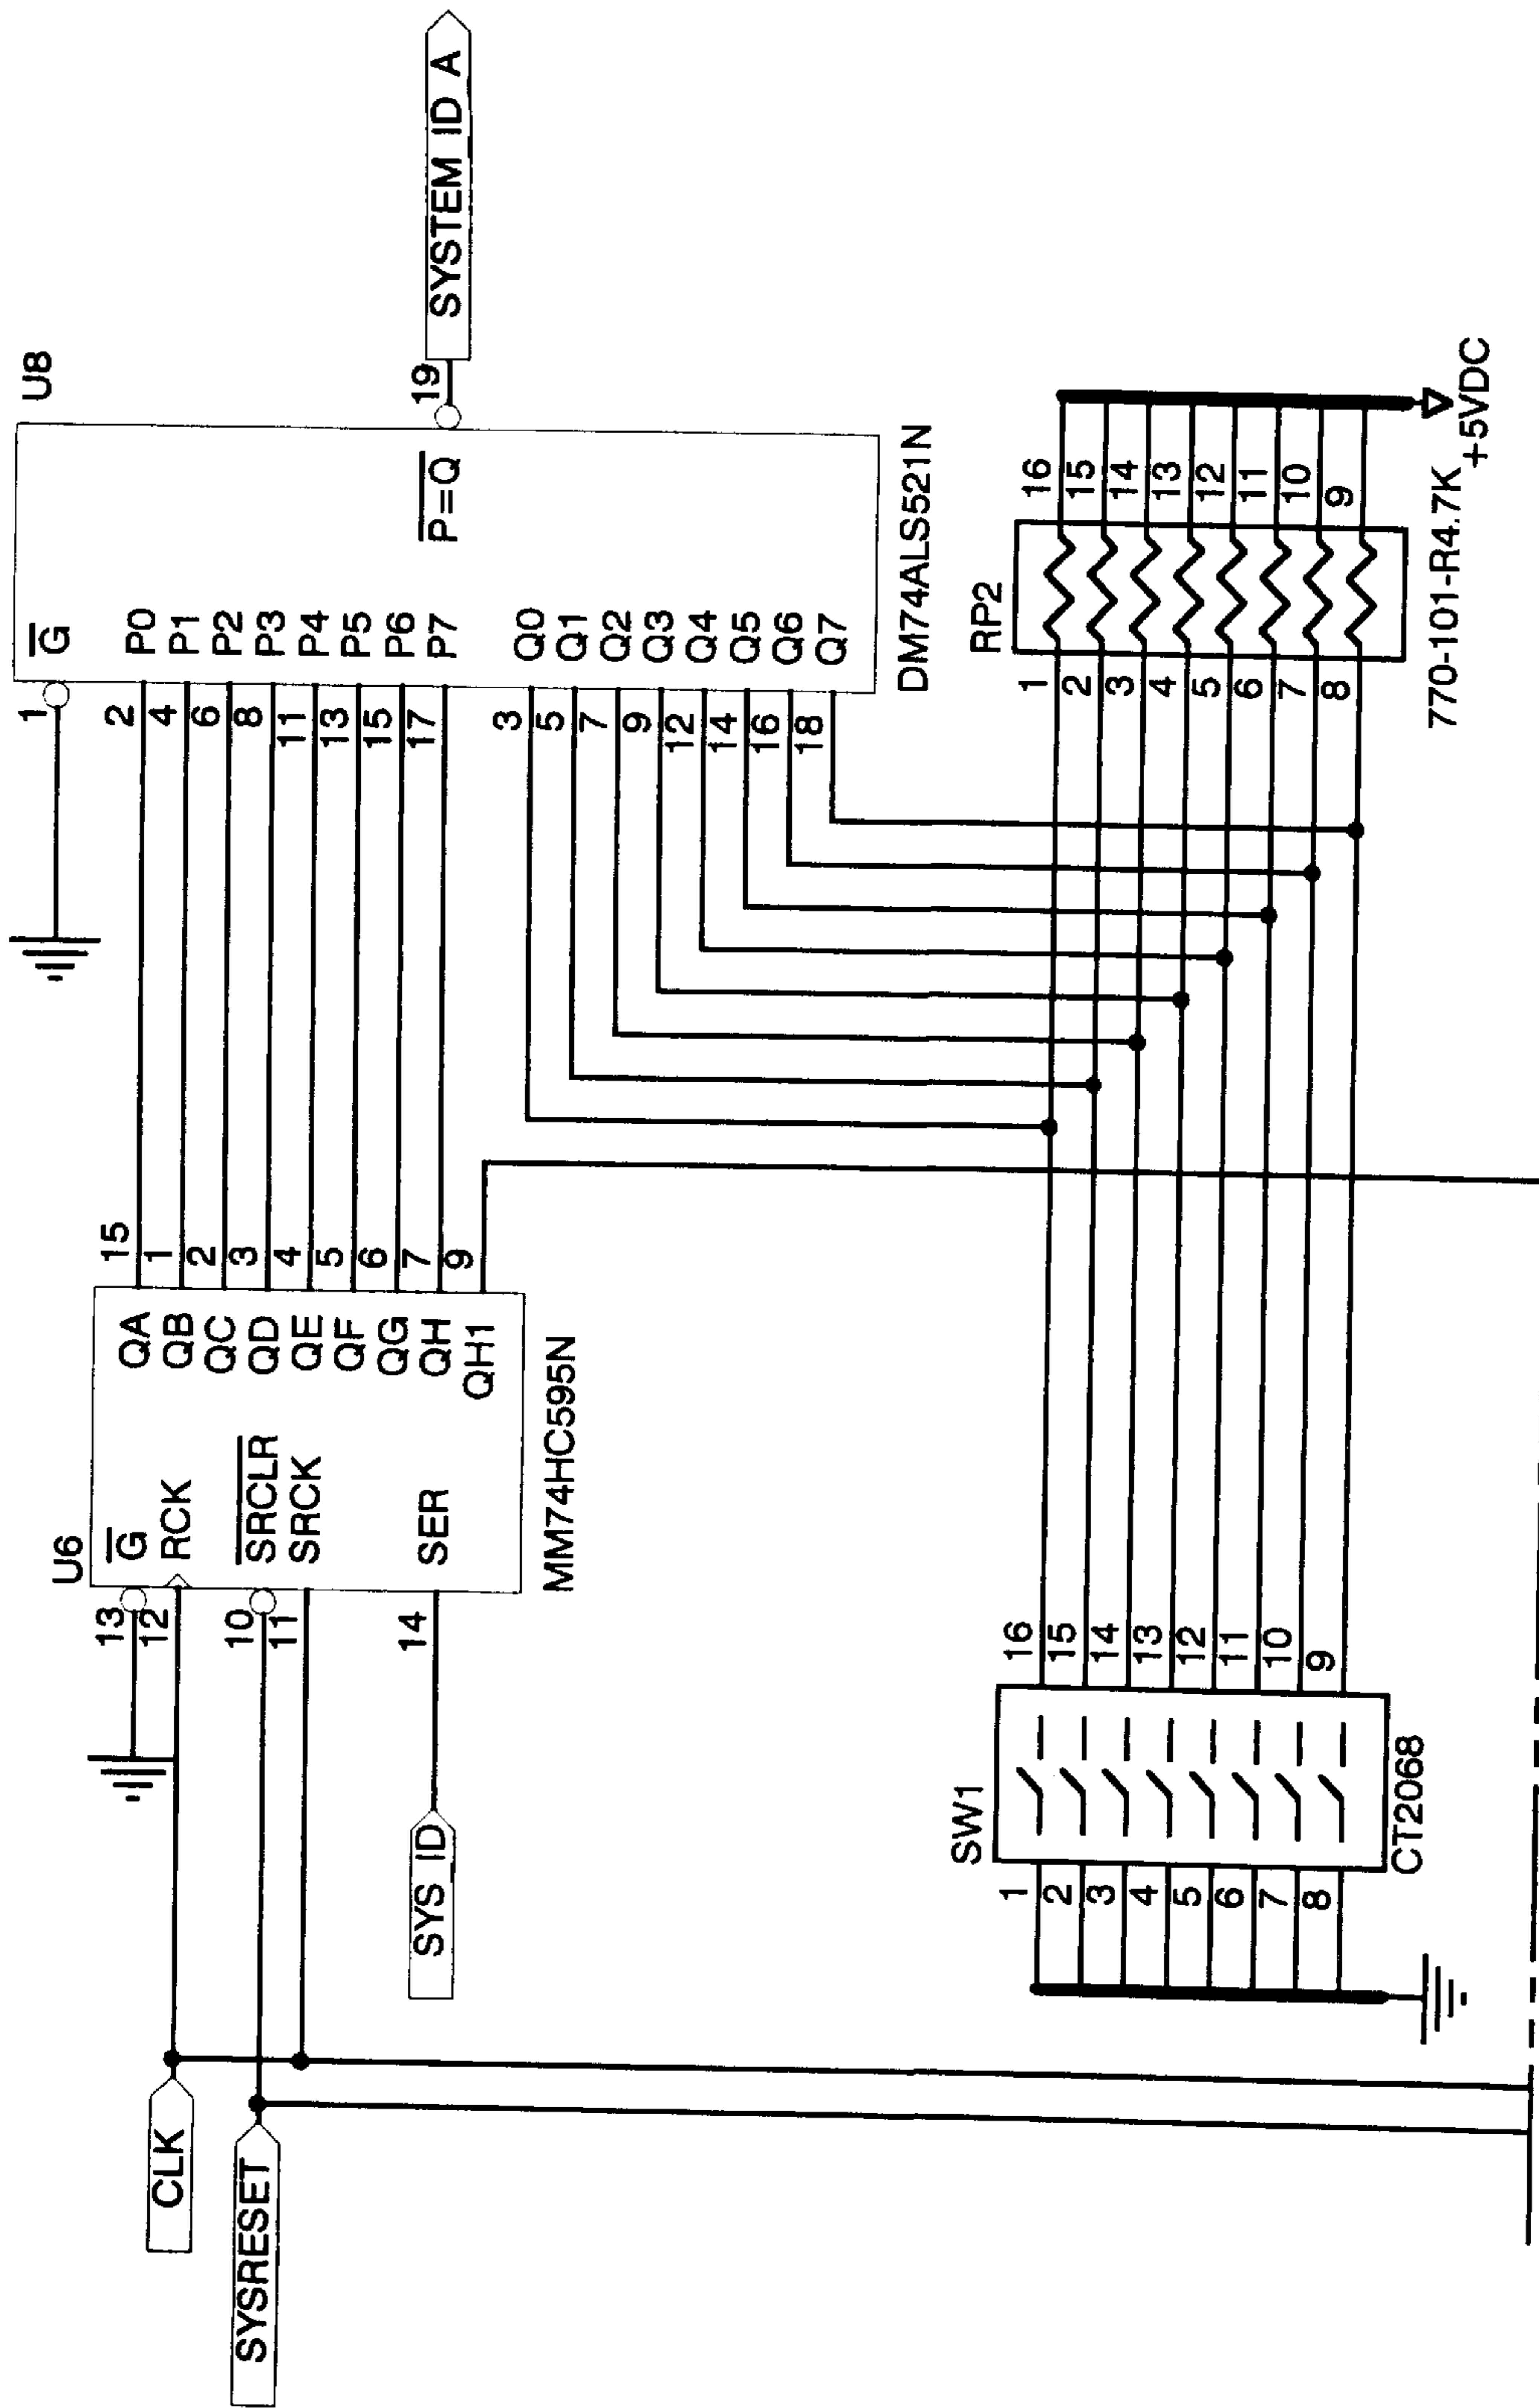 U6
13
12
10
11
14
G
RCK
SRCLR
SRCK
SER
QA
QB
QC
QD
QE
QF
QG
QH
QH1
15
1
2
3
4
5
6
7
9
MM74HC595N
CLK
SYSRESET
SYS ID
U8
1
2
4
6
8
11
13
15
17
3
5
7
9
12
14
16
18
G
P0
P1
P2
P3
P4
P5
P6
P7
Q0
Q1
Q2
Q3
Q4
Q5
Q6
Q7
P=Q
19
SYSTEM ID A
DM74ALS521N
SW1
1
2
3
4
5
6
7
8
16
15
14
13
12
11
10
9
CT2068
RP2
1
2
3
4
5
6
7
8
16
15
14
13
12
11
10
9
770-101-R4.7K
+5VDC